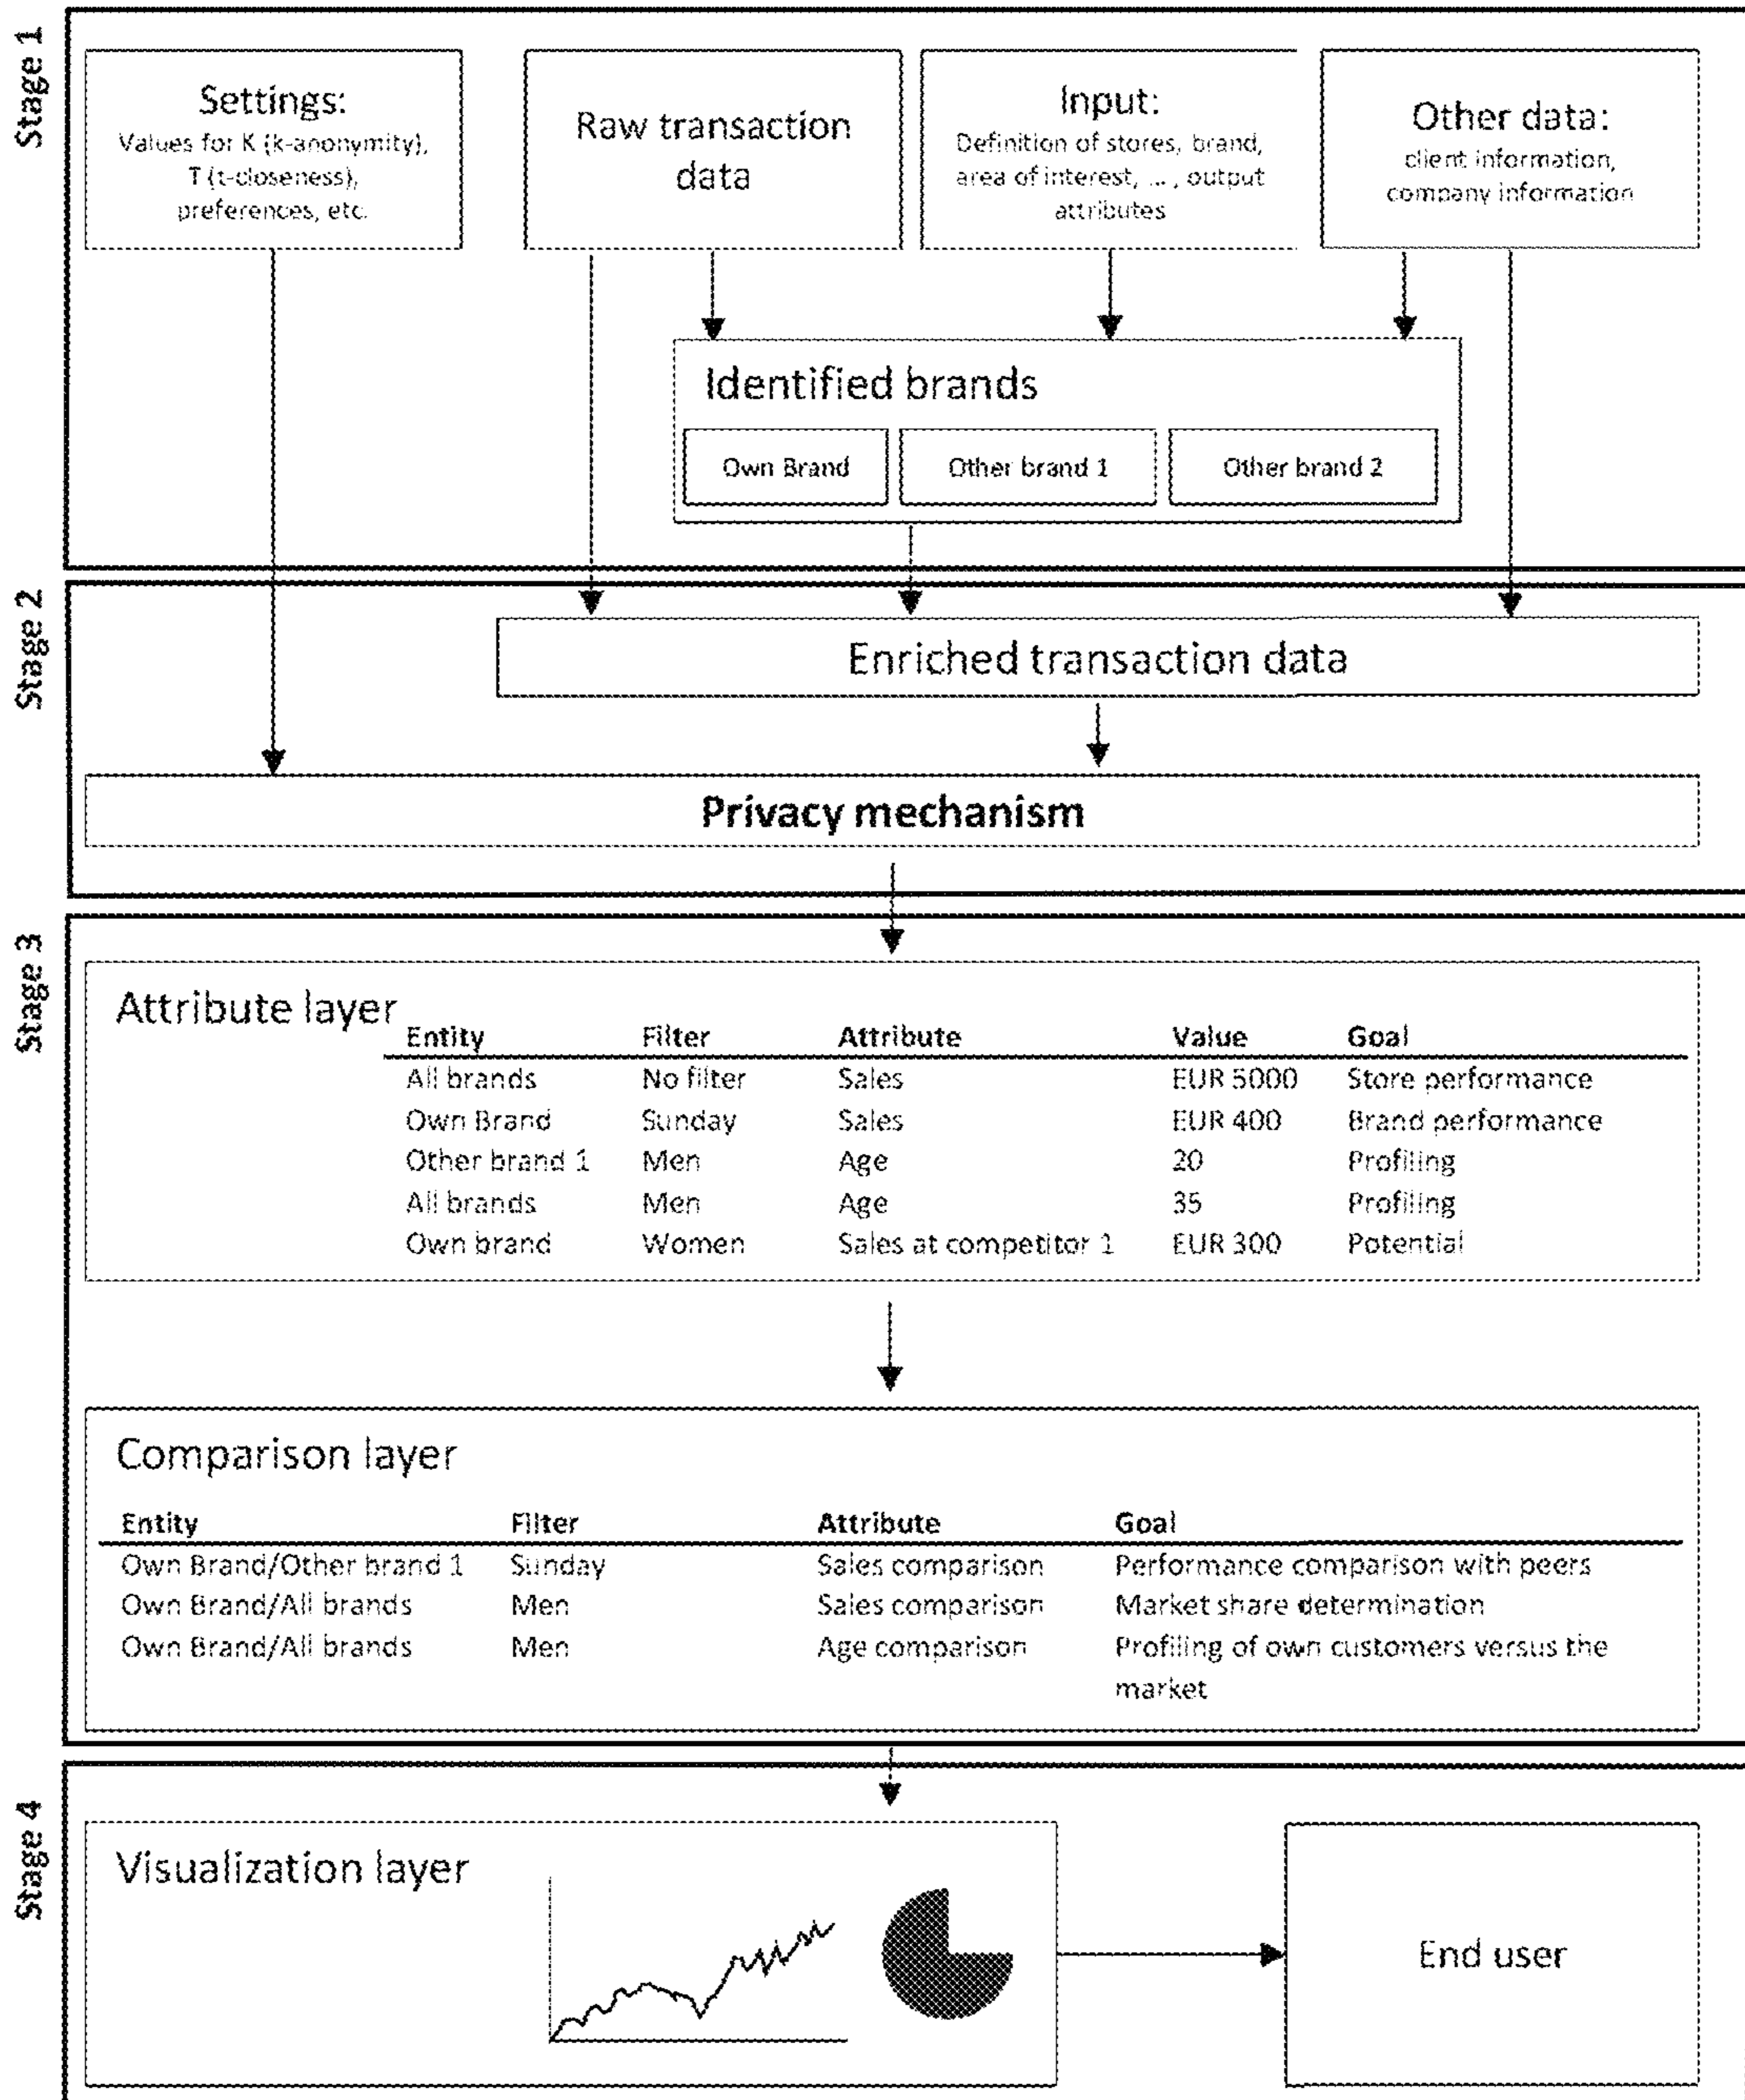 Stage 1
Settings:
Values for K (k-anonymity),
T (t-closeness),
preferences, etc.
Raw transaction
data
Input:
Definition of stores, brand,
area of interest, ... , output
attributes
Other data:
client information,
company information
Identified brands
Own Brand
Other brand 1
Other brand 2
Stage 2
Enriched transaction data
Privacy mechanism
Stage 3
Attribute layer
Entity Filter Attribute Value Goal
All brands No filter Sales EUR 5000 Store performance
Own Brand Sunday Sales EUR 400 Brand performance
Other brand 1 Men Age 20 Profiling
All brands Men Age 35 Profiling
Own brand Women Sales at competitor 1 EUR 300 Potential
Comparison layer
Entity Filter Attribute Goal
Own Brand/Other brand 1 Sunday Sales comparison Performance comparison with peers
Own Brand/All brands Men Sales comparison Market share determination
Own Brand/All brands Men Age comparison Profiling of own customers versus the
market
Stage 4
Visualization layer
End user